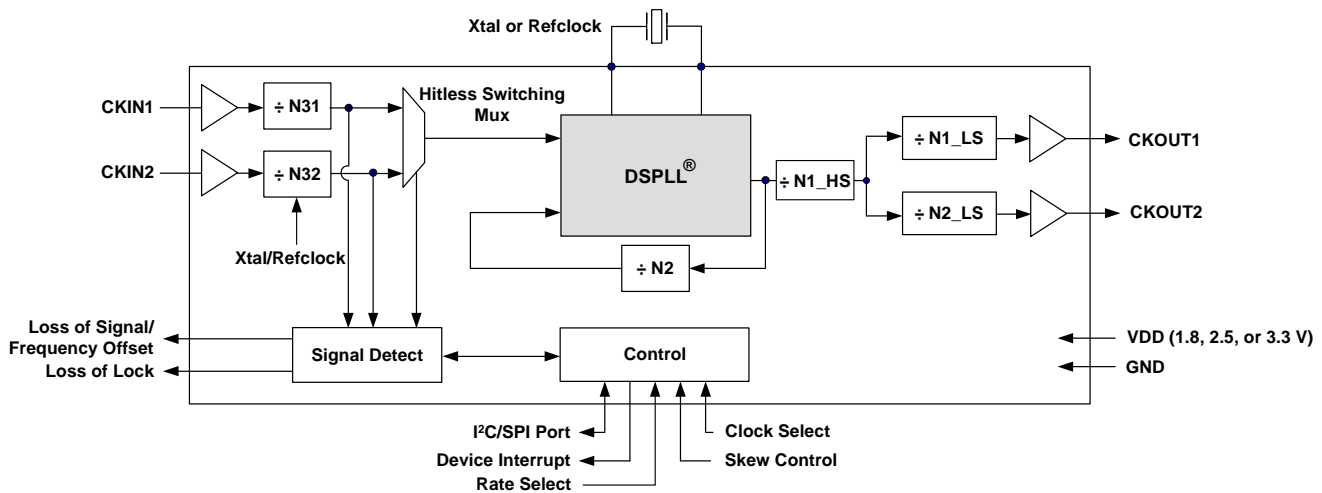 Xtal or Refclock
CKIN1
÷ N31
Hitless Switching
Mux
CKIN2
÷ N32
DSPLL®
÷ N1_HS
÷ N1_LS
CKOUT1
÷ N2_LS
CKOUT2
Xtal/Refclock
÷ N2
Loss of Signal/
Frequency Offset
Loss of Lock
Signal Detect
Control
VDD (1.8, 2.5, or 3.3 V)
GND
I²C/SPI Port
Device Interrupt
Rate Select
Clock Select
Skew Control